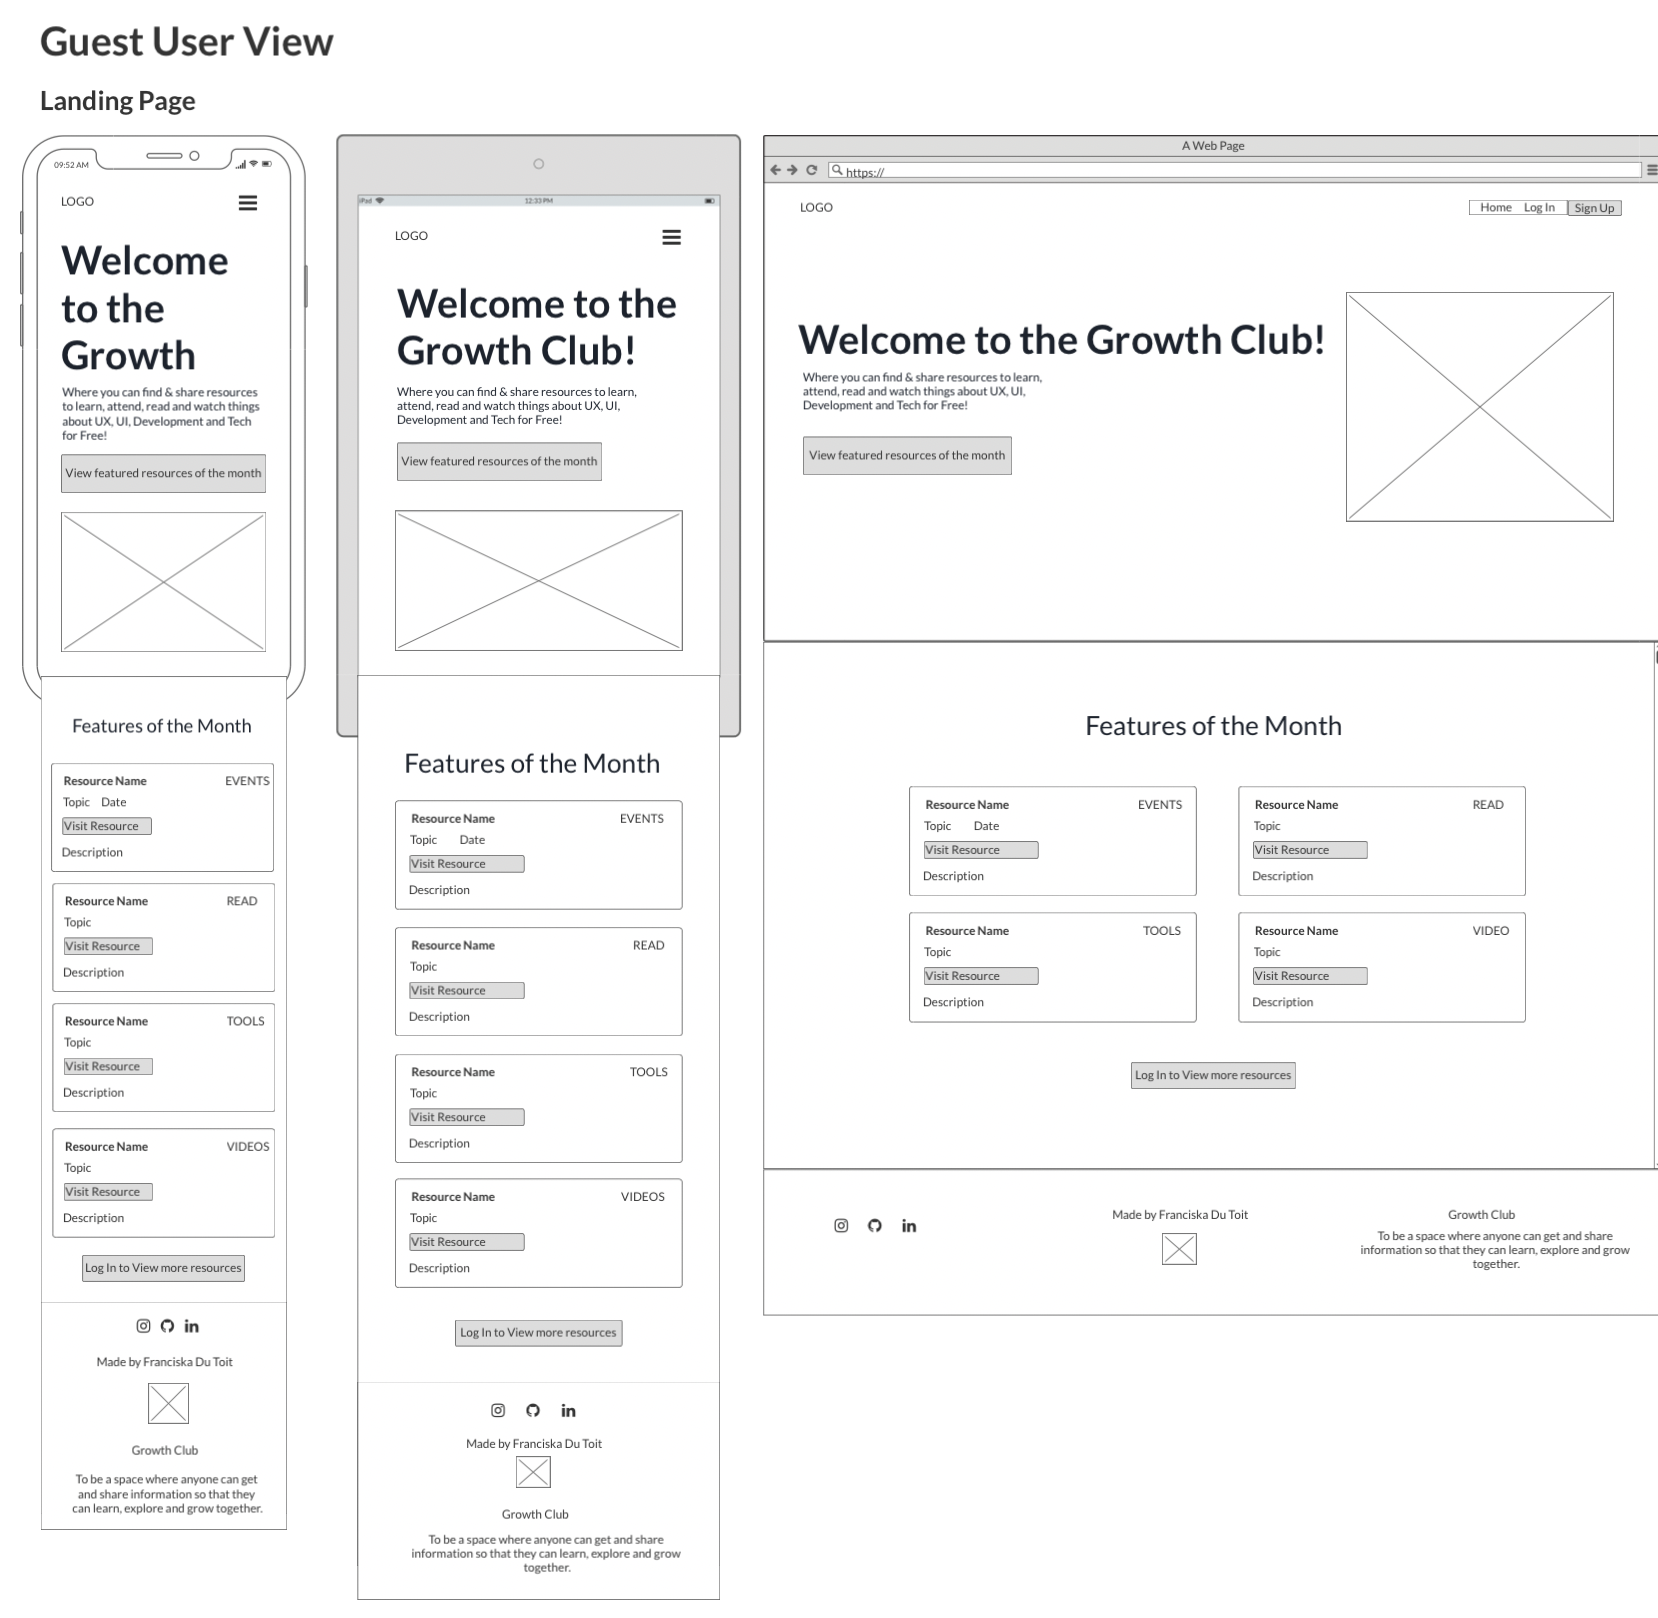 Guest User View
Landing Page
09:52 AM
LOGO
Welcome
to the
Growth
Where you can find & share resources
to learn, attend, read and watch things
about UX, UI, Development and Tech
for Free!
View featured resources of the month
Features of the Month
Resource Name EVENTS
Topic Date
Visit Resource
Description
Resource Name READ
Topic
Visit Resource
Description
Resource Name TOOLS
Topic
Visit Resource
Description
Resource Name VIDEOS
Topic
Visit Resource
Description
Log In to View more resources
Made by Franciska Du Toit
Growth Club
To be a space where anyone can get
and share information so that they
can learn, explore and grow together.
iPad 12:33 PM
LOGO
Welcome to the
Growth Club!
Where you can find & share resources to learn,
attend, read and watch things about UX, UI,
Development and Tech for Free!
View featured resources of the month
Features of the Month
Resource Name EVENTS
Topic Date
Visit Resource
Description
Resource Name READ
Topic
Visit Resource
Description
Resource Name TOOLS
Topic
Visit Resource
Description
Resource Name VIDEOS
Topic
Visit Resource
Description
Log In to View more resources
Made by Franciska Du Toit
Growth Club
To be a space where anyone can get and share
information so that they can learn, explore and grow
together.
A Web Page
https://
LOGO Home Log In Sign Up
Welcome to the Growth Club!
Where you can find & share resources to learn,
attend, read and watch things about UX, UI,
Development and Tech for Free!
View featured resources of the month
Features of the Month
Resource Name EVENTS
Topic Date
Visit Resource
Description
Resource Name READ
Topic
Visit Resource
Description
Resource Name TOOLS
Topic
Visit Resource
Description
Resource Name VIDEO
Topic
Visit Resource
Description
Log In to View more resources
Made by Franciska Du Toit
Growth Club
To be a space where anyone can get and share
information so that they can learn, explore and grow
together.